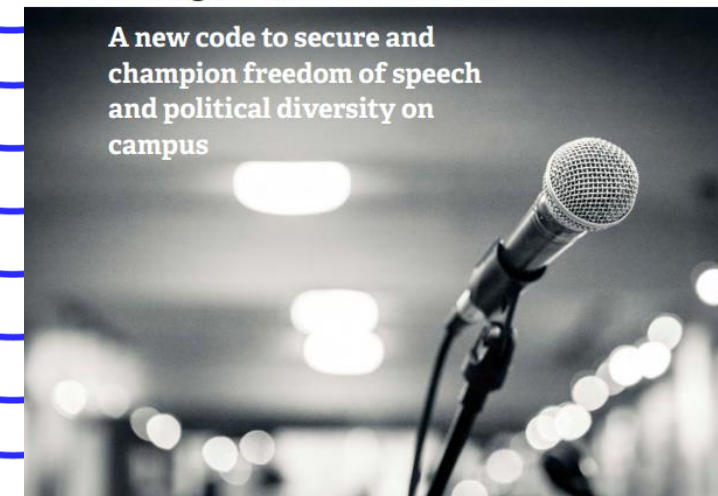 A new code to secure and
champion freedom of speech
and political diversity on
campus